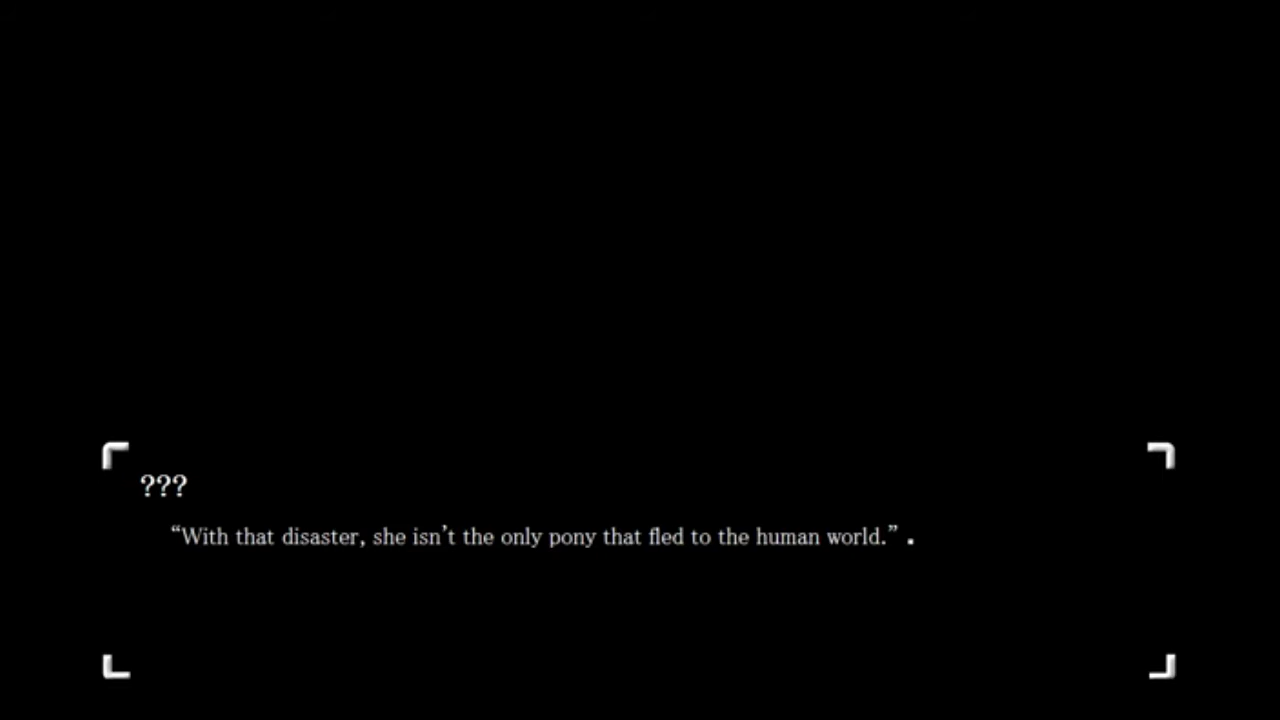 ???
“With that disaster, she isn’t the only pony that fled to the human world.” .